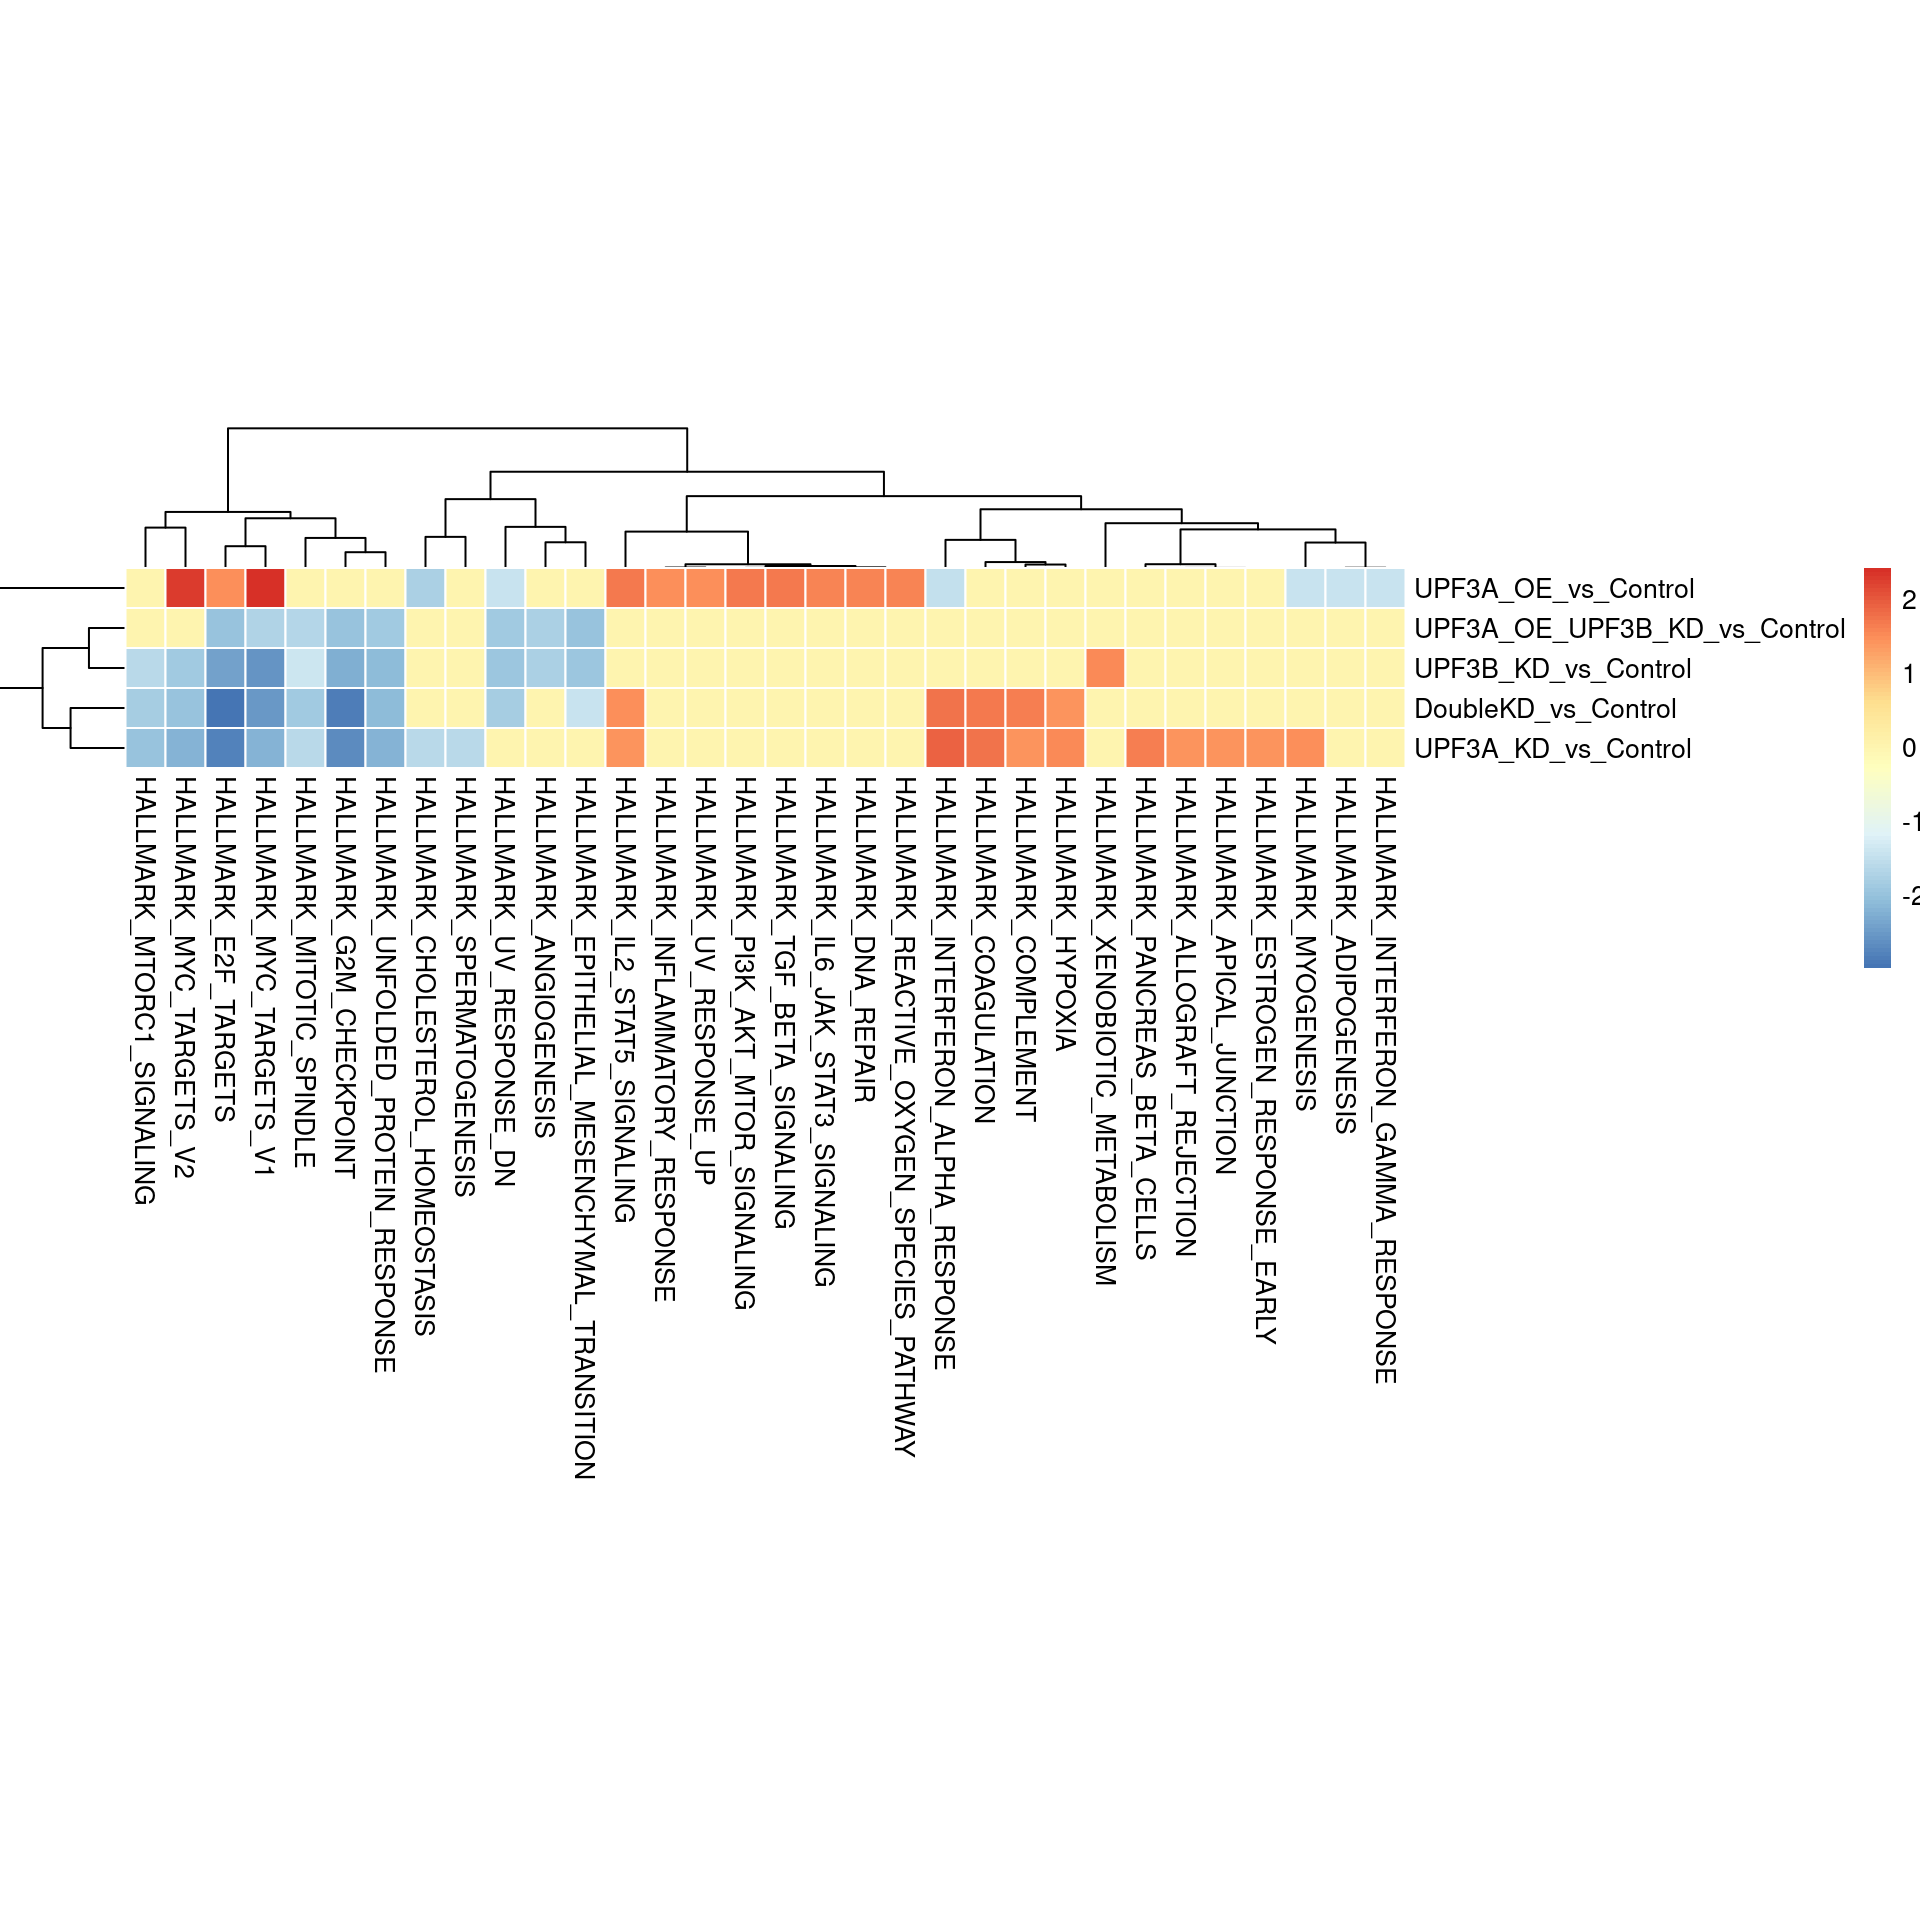 UPF3A_OE_vs_Control
UPF3A_OE_UPF3B_KD_vs_Control
UPF3B_KD_vs_Control
DoubleKD_vs_Control
UPF3A_KD_vs_Control
2
1
0
-1
-2
HALLMARK_MTORC1_SIGNALING
HALLMARK_MYC_TARGETS_V2
HALLMARK_E2F_TARGETS
HALLMARK_MYC_TARGETS_V1
HALLMARK_MITOTIC_SPINDLE
HALLMARK_G2M_CHECKPOINT
HALLMARK_UNFOLDED_PROTEIN_RESPONSE
HALLMARK_CHOLESTEROL_HOMEOSTASIS
HALLMARK_SPERMATOGENESIS
HALLMARK_UV_RESPONSE_DN
HALLMARK_ANGIOGENESIS
HALLMARK_EPITHELIAL_MESENCHYMAL_TRANSITION
HALLMARK_IL2_STAT5_SIGNALING
HALLMARK_INFLAMMATORY_RESPONSE
HALLMARK_UV_RESPONSE_UP
HALLMARK_PI3K_AKT_MTOR_SIGNALING
HALLMARK_TGF_BETA_SIGNALING
HALLMARK_IL6_JAK_STAT3_SIGNALING
HALLMARK_DNA_REPAIR
HALLMARK_REACTIVE_OXYGEN_SPECIES_PATHWAY
HALLMARK_INTERFERON_ALPHA_RESPONSE
HALLMARK_COAGULATION
HALLMARK_COMPLEMENT
HALLMARK_HYPOXIA
HALLMARK_XENOBIOTIC_METABOLISM
HALLMARK_PANCREAS_BETA_CELLS
HALLMARK_ALLOGRAFT_REJECTION
HALLMARK_APICAL_JUNCTION
HALLMARK_ESTROGEN_RESPONSE_EARLY
HALLMARK_MYOGENESIS
HALLMARK_ADIPOGENESIS
HALLMARK_INTERFERON_GAMMA_RESPONSE